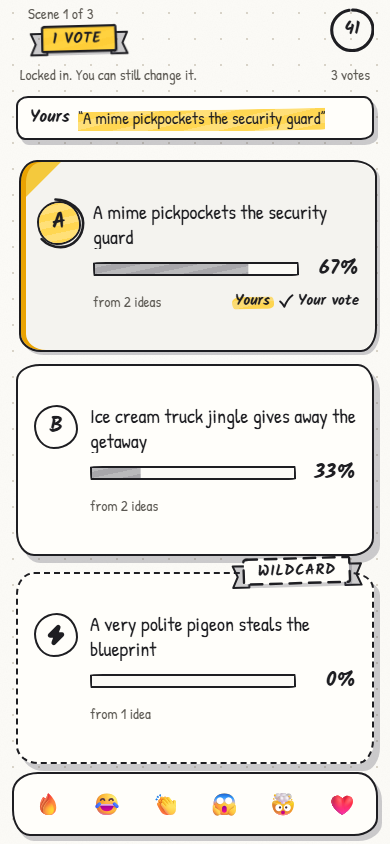 Scene 1 of 3
1 VOTE
41
Locked in. You can still change it.
3 votes
Yours "A mime pickpockets the security guard"
A
A mime pickpockets the security
guard
67%
from 2 ideas
Yours ✓ Your vote
B
Ice cream truck jingle gives away the
getaway
33%
from 2 ideas
WILDCARD
A very polite pigeon steals the
blueprint
0%
from 1 idea